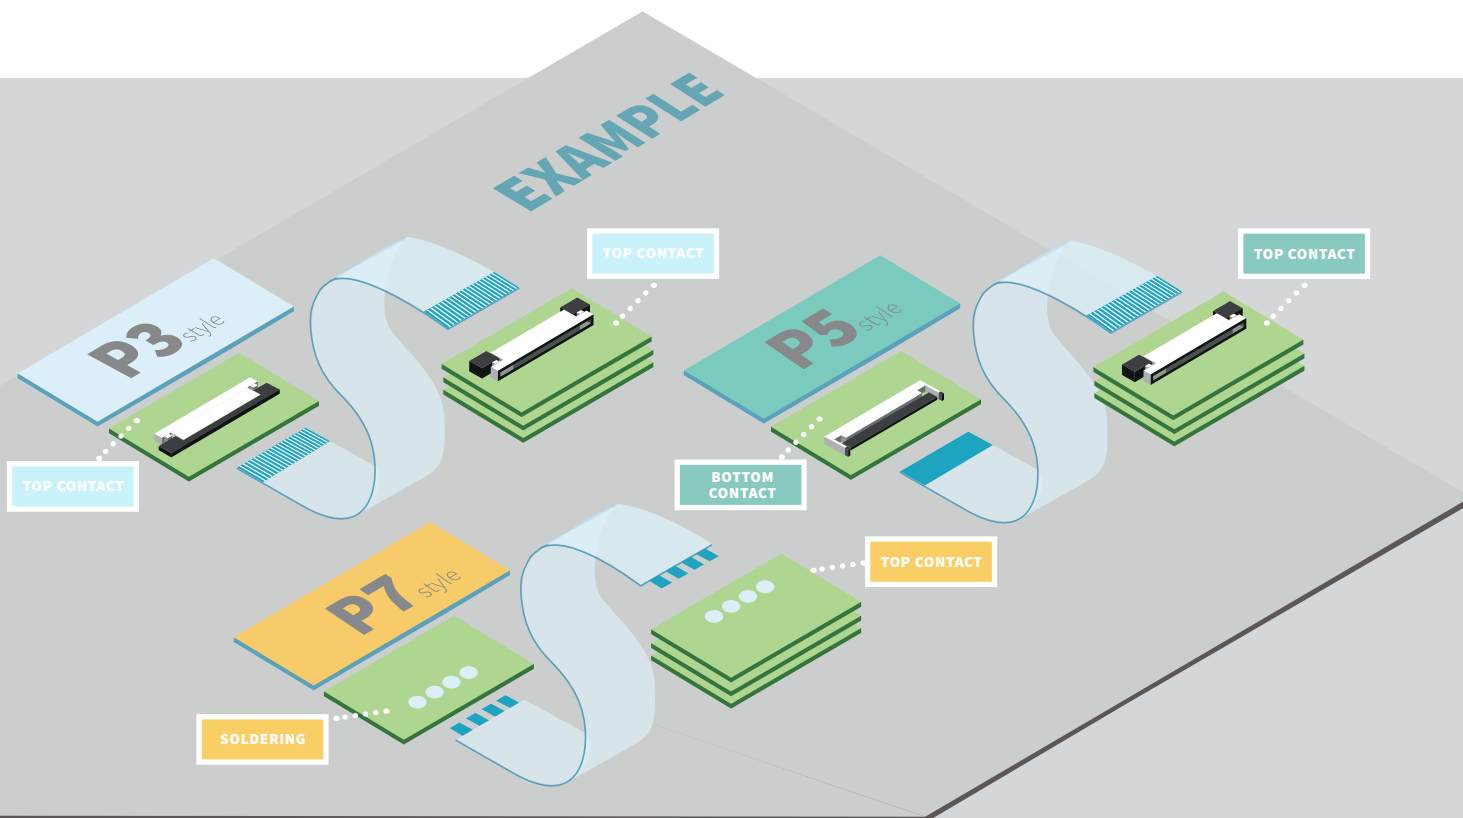 EXAMPLE
TOP CONTACT
TOP CONTACT
P3 style
P5 style
TOP CONTACT
BOTTOM
CONTACT
P7 style
TOP CONTACT
SOLDERING